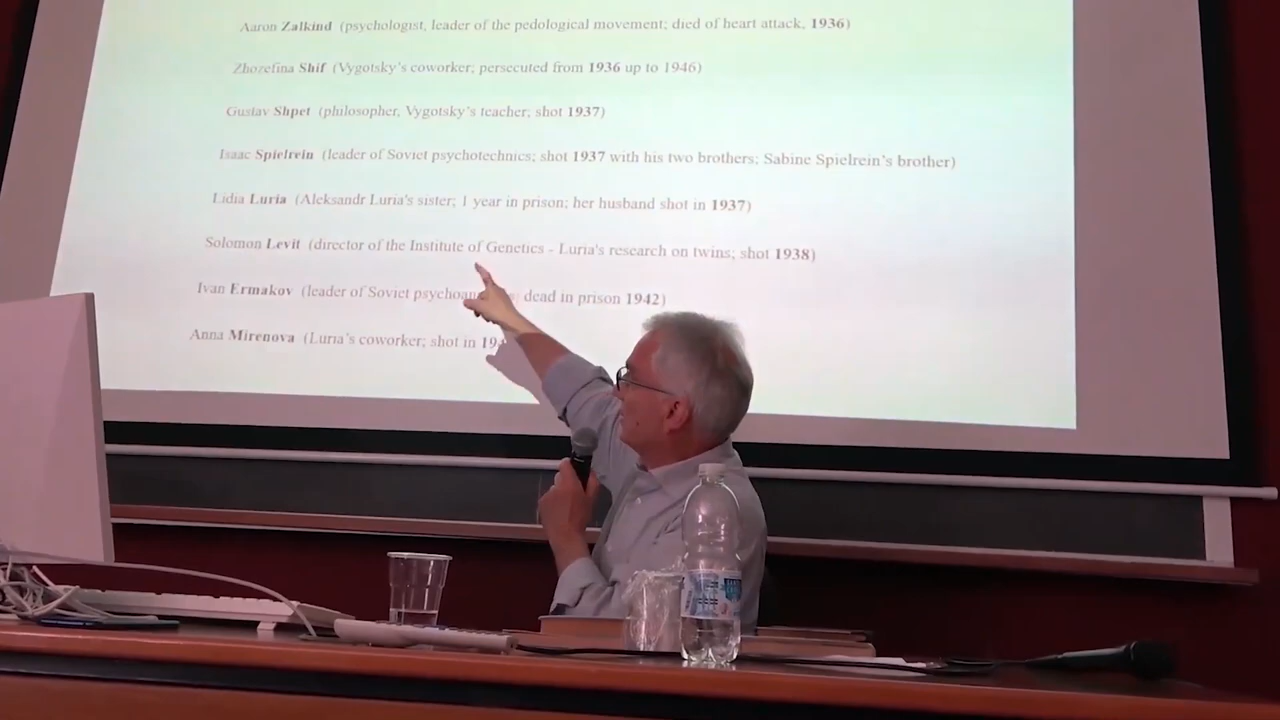 Aaron Zalkind (psychologist, leader of the pedological movement; died of heart attack, 1936)
Zhozefina Shif (Vygotsky's coworker; persecuted from 1936 up to 1946)
Gustav Shpet (philosopher, Vygotsky's teacher; shot 1937)
Isaac Spielrein (leader of Soviet psychotechnics; shot 1937 with his two brothers; Sabine Spielrein's brother)
Lidia Luria (Aleksandr Luria's sister; 1 year in prison; her husband shot in 1937)
Solomon Levit (director of the Institute of Genetics - Luria's research on twins; shot 1938)
Ivan Ermakov (leader of Soviet dead in prison 1942)
Anna Mirenova (Luria's coworker; shot in